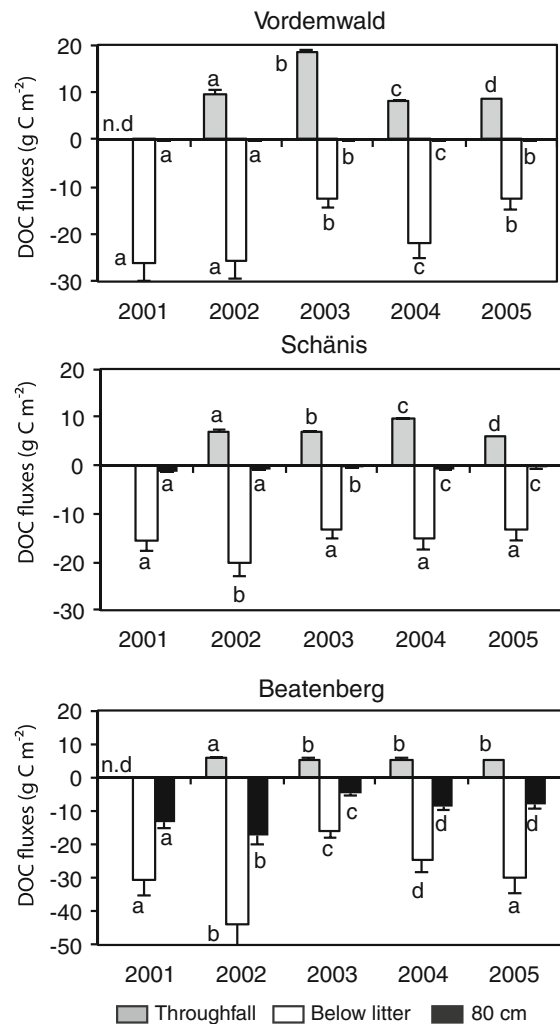 Vordemwald
DOC fluxes (g C m⁻²)
20
10
0
-10
-20
-30
n.d
a
b
c
d
a
a
b
c
b
a
a
b
c
b
2001 2002 2003 2004 2005
Schänis
DOC fluxes (g C m⁻²)
20
10
0
-10
-20
-30
a
b
c
d
a
a
b
c
c
a
b
a
a
a
2001 2002 2003 2004 2005
Beatenberg
DOC fluxes (g C m⁻²)
20
10
0
-10
-20
-30
-40
-50
n.d
a
b
b
b
a
b
c
d
d
a
b
c
d
a
2001 2002 2003 2004 2005
Throughfall Below litter 80 cm